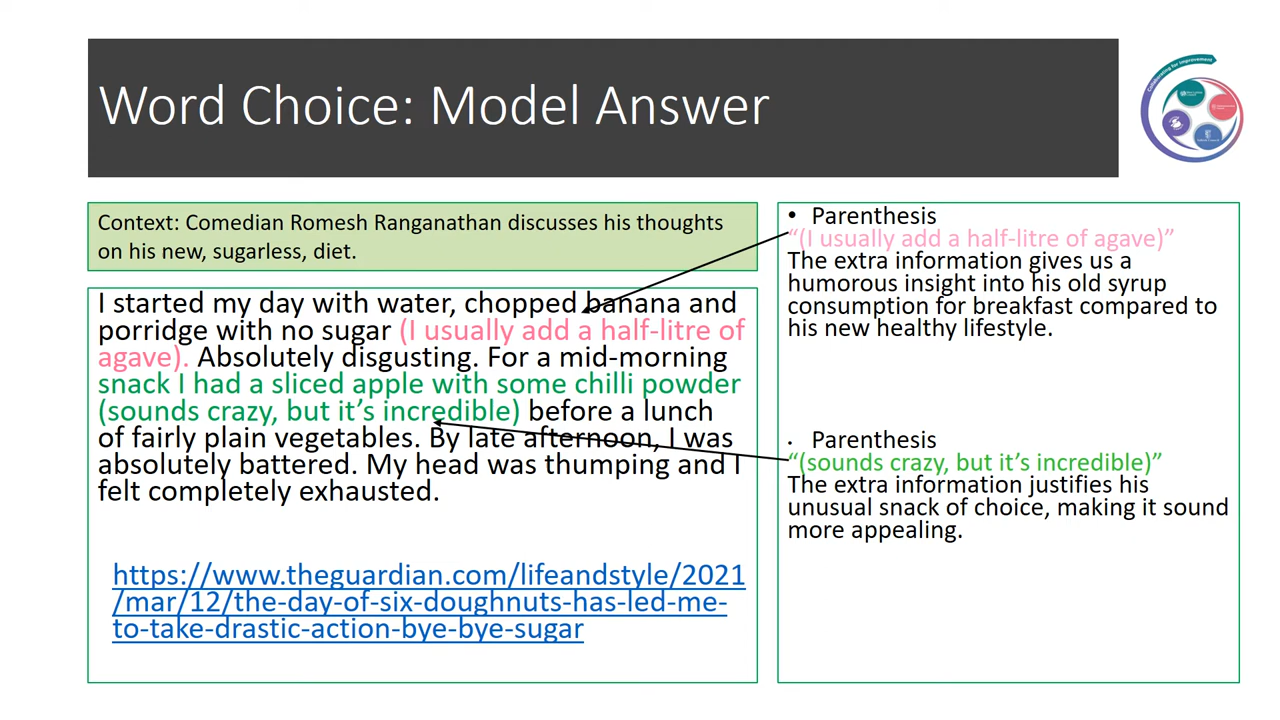 Word Choice: Model Answer
Collaborating for Improvement
Context: Comedian Romesh Ranganathan discusses his thoughts
on his new, sugarless, diet.
I started my day with water, chopped banana and
porridge with no sugar (I usually add a half-litre of
agave). Absolutely disgusting. For a mid-morning
snack I had a sliced apple with some chilli powder
(sounds crazy, but it’s incredible) before a lunch
of fairly plain vegetables. By late afternoon, I was
absolutely battered. My head was thumping and I
felt completely exhausted.
https://www.theguardian.com/lifeandstyle/2021
/mar/12/the-day-of-six-doughnuts-has-led-me-
to-take-drastic-action-bye-bye-sugar
• Parenthesis
“(I usually add a half-litre of agave)”
The extra information gives us a
humorous insight into his old syrup
consumption for breakfast compared to
his new healthy lifestyle.
• Parenthesis
“(sounds crazy, but it’s incredible)”
The extra information justifies his
unusual snack of choice, making it sound
more appealing.